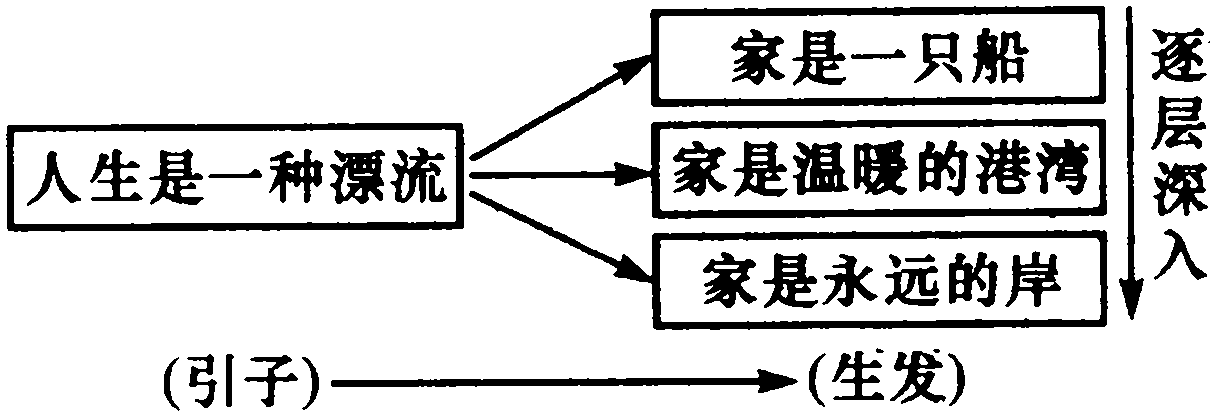 人生是一种漂流
家是一只船
家是温暖的港湾
家是永远的岸
逐层深入
(引子)
(生发)